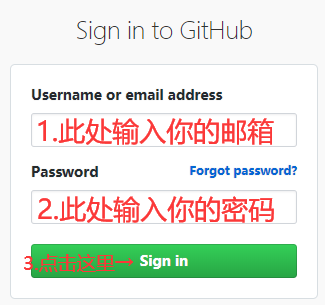 Sign in to GitHub
Username or email address
1.此处输入你的邮箱
Password Forgot password?
2.此处输入你的密码
3.点击这里→ Sign in